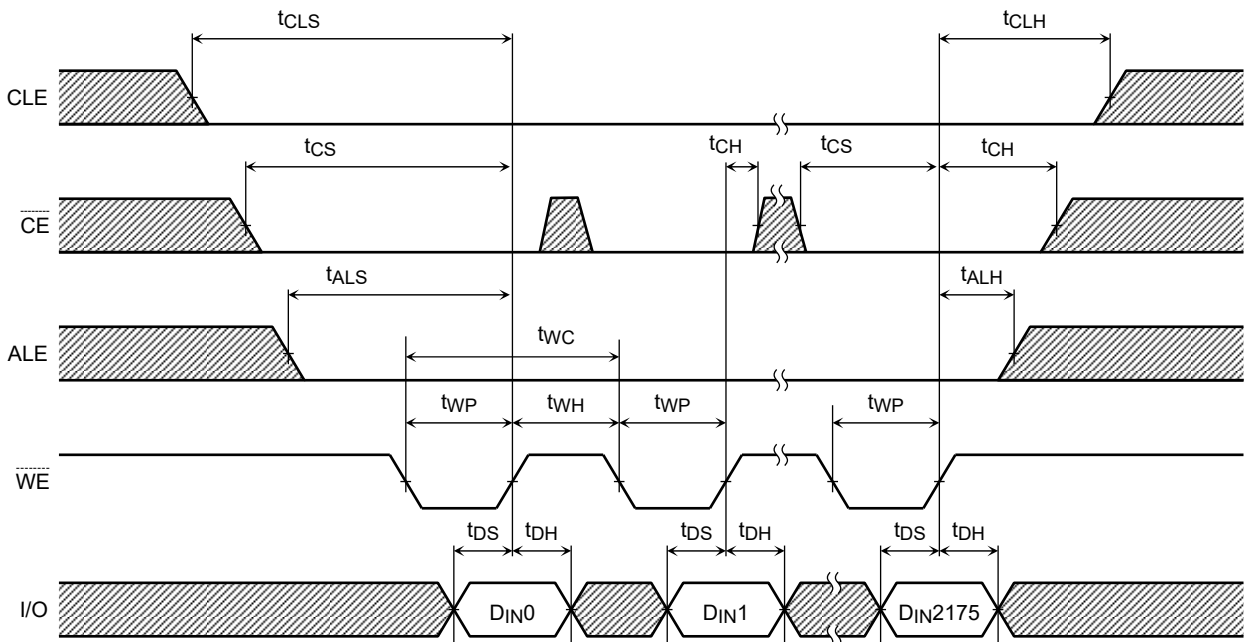 tCLS
tCLH
CLE
tCS
tCH
tCS
tCH
CE
tALS
tALH
ALE
tWC
tWP
tWH
tWP
tWP
WE
tDS
tDH
tDS
tDH
tDS
tDH
I/O
DIN0
DIN1
DIN2175